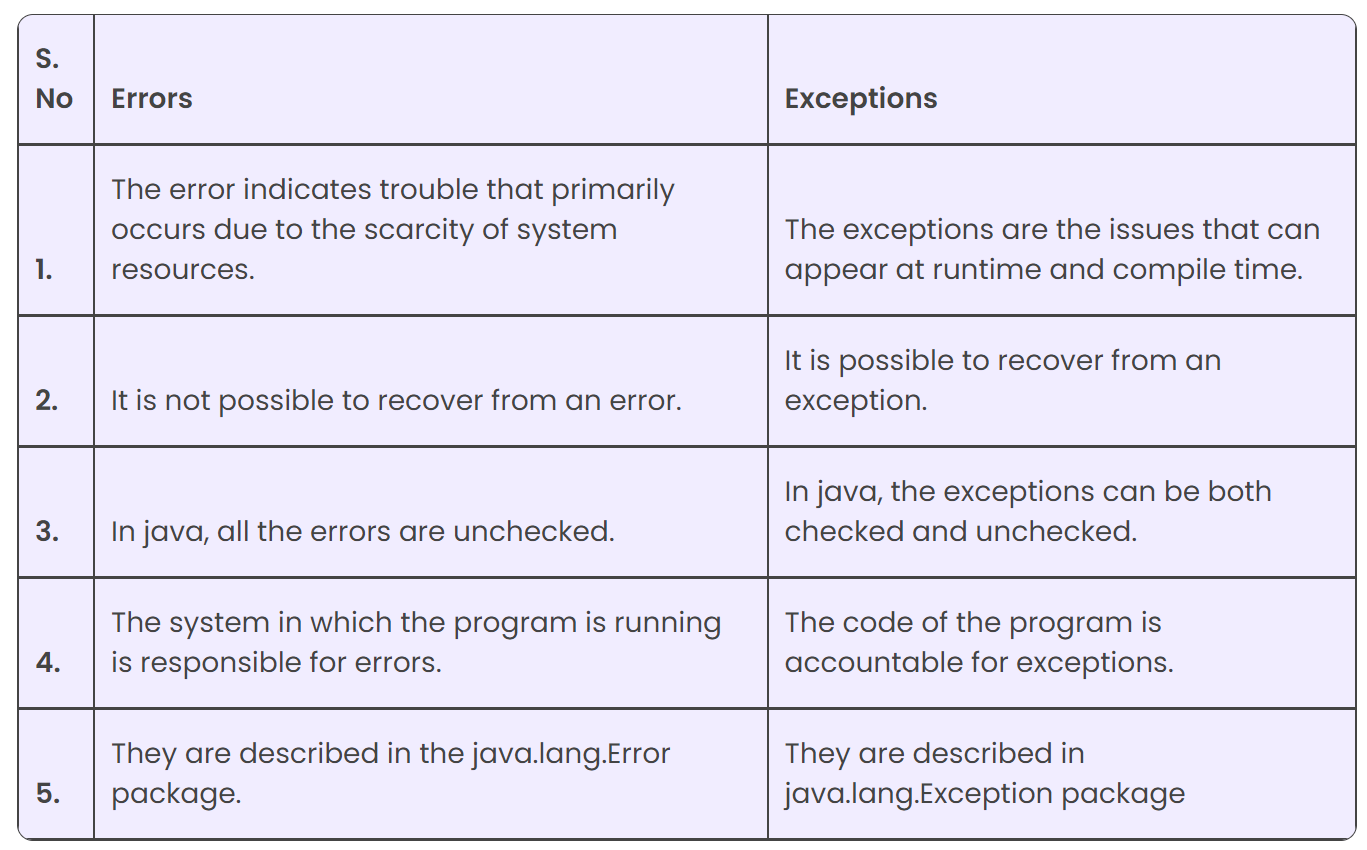 S.
No
Errors
Exceptions
1.
The error indicates trouble that primarily
occurs due to the scarcity of system
resources.
The exceptions are the issues that can
appear at runtime and compile time.
2.
It is not possible to recover from an error.
It is possible to recover from an
exception.
3.
In java, all the errors are unchecked.
In java, the exceptions can be both
checked and unchecked.
4.
The system in which the program is running
is responsible for errors.
The code of the program is
accountable for exceptions.
5.
They are described in the java.lang.Error
package.
They are described in
java.lang.Exception package